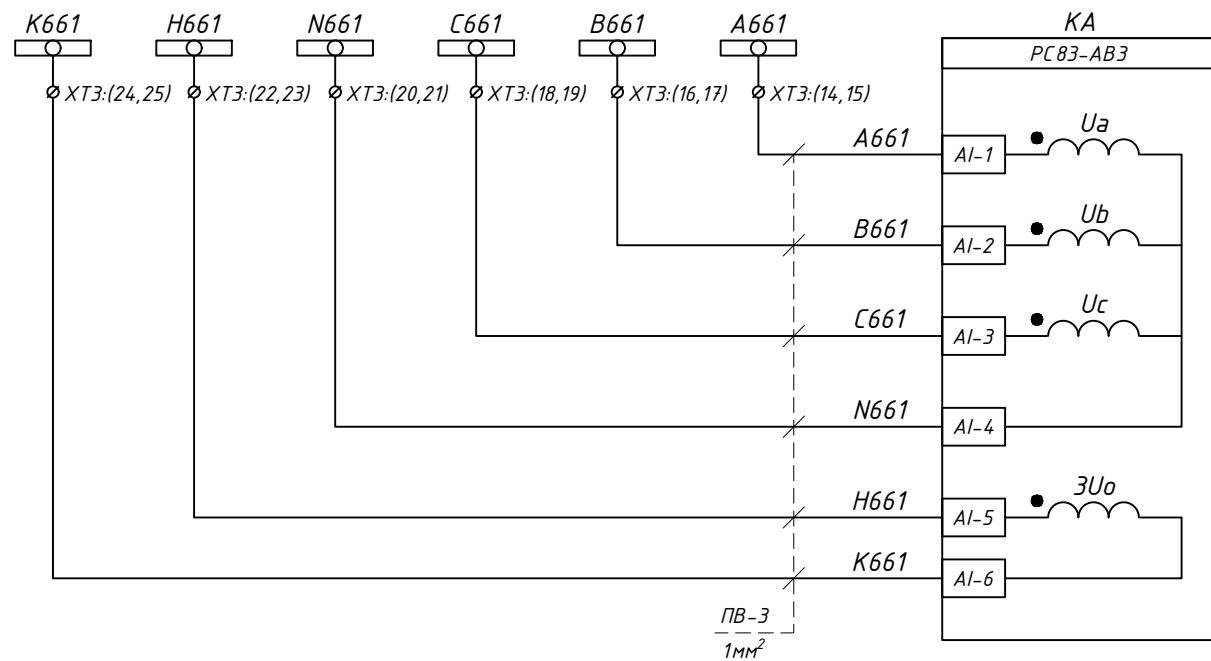 K661 H661 N661 C661 B661 A661 KA
РС83-АВ3
XT3:(24,25) XT3:(22,23) XT3:(20,21) XT3:(18,19) XT3:(16,17) XT3:(14,15)
A661 AI-1 Ua
B661 AI-2 Ub
C661 AI-3 Uc
N661 AI-4
H661 AI-5 3Uo
K661 AI-6
ПВ-3
1мм²